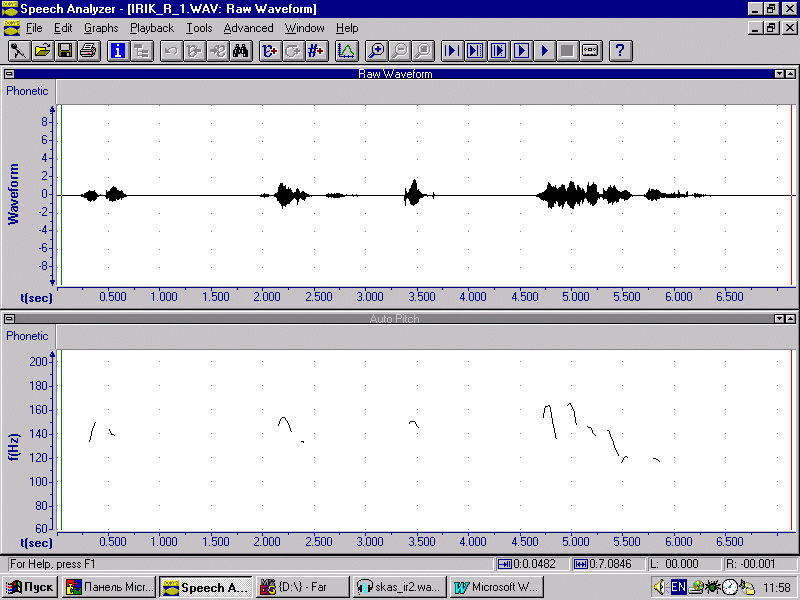 Speech Analyzer - [IRIK_R_1.WAV: Raw Waveform]
File Edit Graphs Playback Tools Advanced Window Help
Raw Waveform
Phonetic
8
6
4
2
0
-2
-4
-6
-8
Waveform
t(sec) 0.500 1.000 1.500 2.000 2.500 3.000 3.500 4.000 4.500 5.000 5.500 6.000 6.500
Auto Pitch
Phonetic
200
180
160
140
120
100
80
60
f(Hz)
t(sec) 0.500 1.000 1.500 2.000 2.500 3.000 3.500 4.000 4.500 5.000 5.500 6.000 6.500
For Help, press F1 0:0.0482 0:7.0846 L: 00.000 R: -00.001
Пуск Панель Micr... Speech A... {D:\} - Far skas_ir2.wa... Microsoft W... EN 11:58